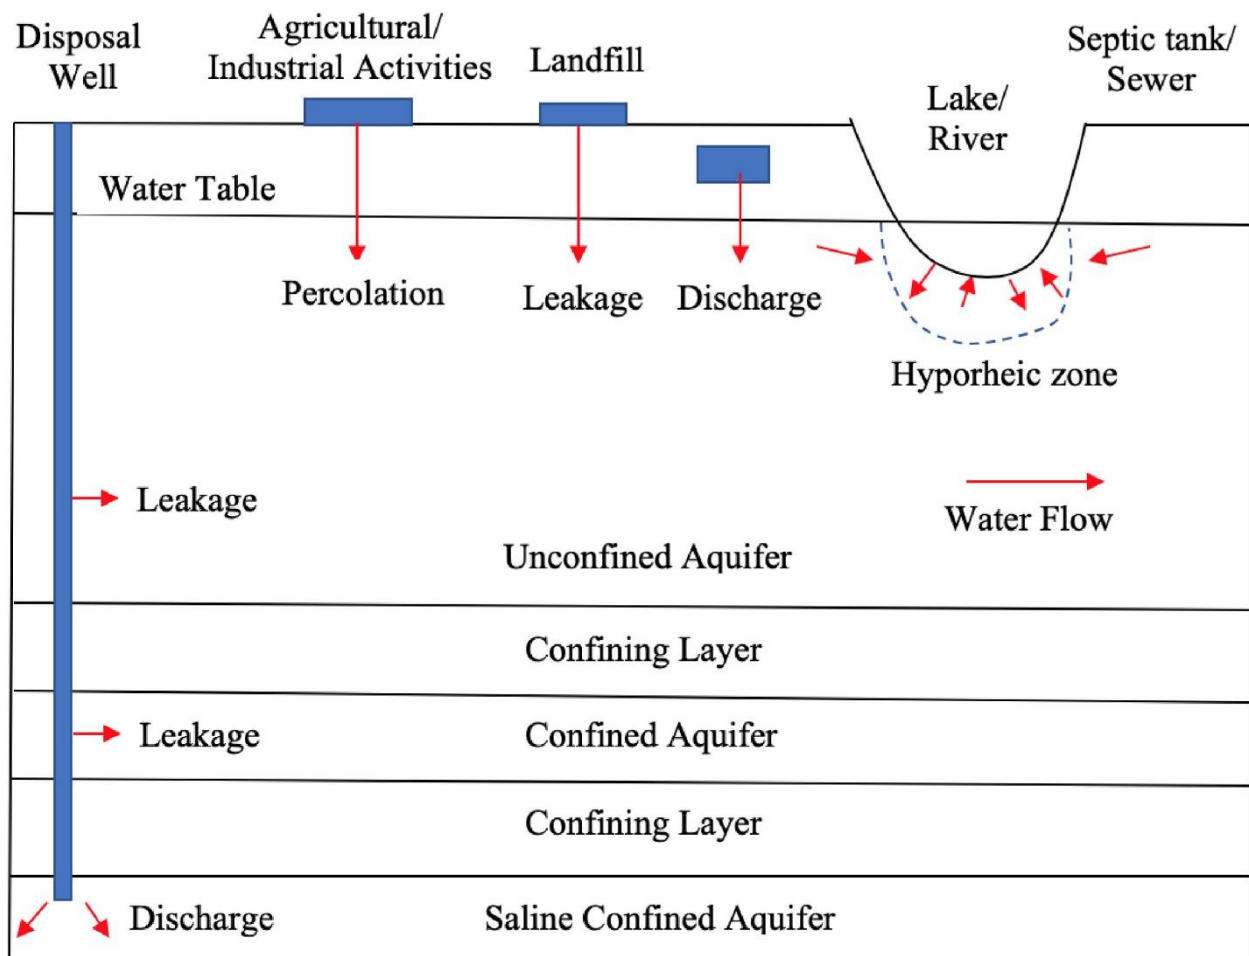 Disposal
Well
Agricultural/
Industrial Activities
Landfill
Lake/
River
Septic tank/
Sewer
Water Table
Percolation
Leakage
Discharge
Hyporheic zone
Leakage
Water Flow
Unconfined Aquifer
Confining Layer
Leakage
Confined Aquifer
Confining Layer
Discharge
Saline Confined Aquifer